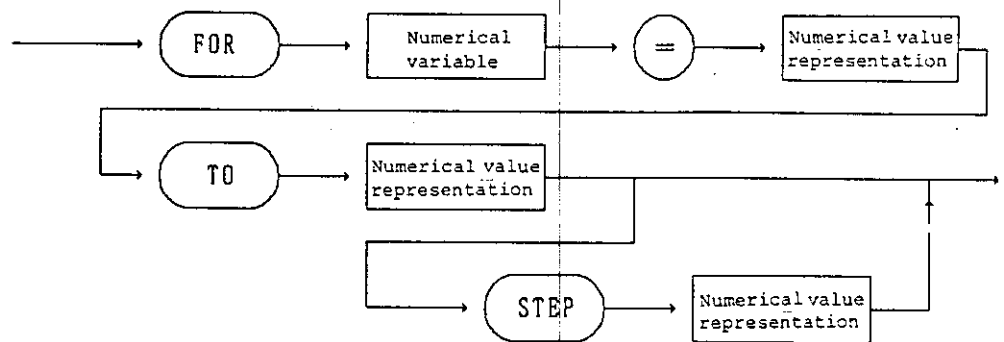 FOR
Numerical
variable
=
Numerical value
representation
TO
Numerical value
representation
STEP
Numerical value
representation